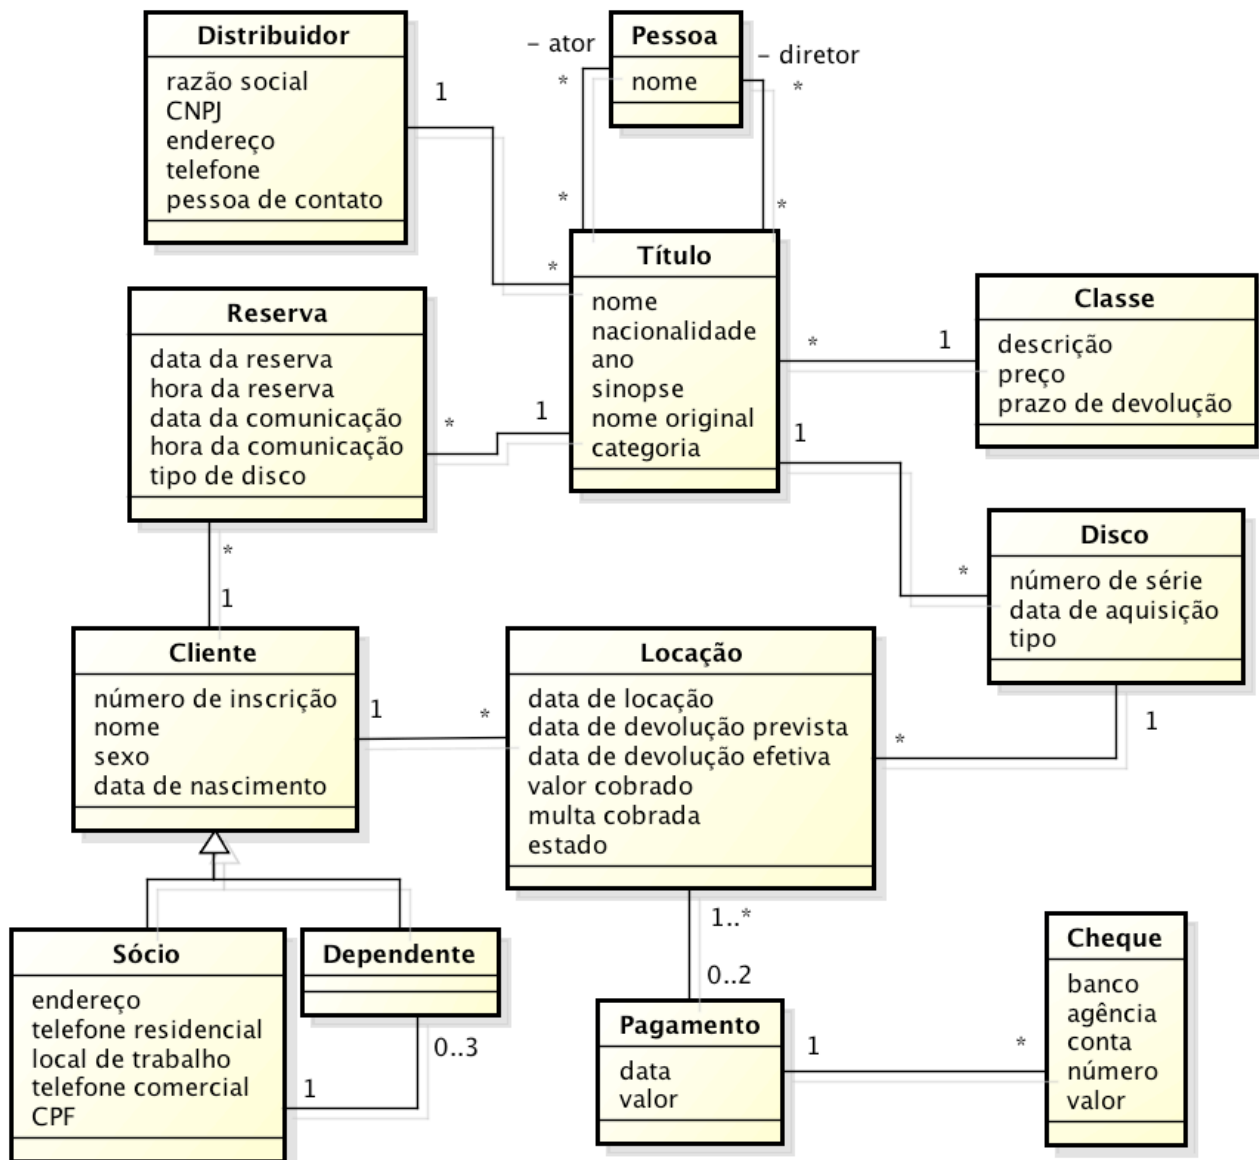 Distribuidor
razão social
CNPJ
endereço
telefone
pessoa de contato
1
*
Pessoa
nome
- ator
*
*
- diretor
*
*
Título
nome
nacionalidade
ano
sinopse
nome original
categoria
Reserva
data da reserva
hora da reserva
data da comunicação
hora da comunicação
tipo de disco
*
1
*
1
Classe
descrição
preço
prazo de devolução
*
1
Disco
número de série
data de aquisição
tipo
1
*
Cliente
número de inscrição
nome
sexo
data de nascimento
1
*
Locação
data de locação
data de devolução prevista
data de devolução efetiva
valor cobrado
multa cobrada
estado
*
1
Sócio
endereço
telefone residencial
local de trabalho
telefone comercial
CPF
Dependente
0..3
1
1..*
0..2
Pagamento
data
valor
1
*
Cheque
banco
agência
conta
número
valor